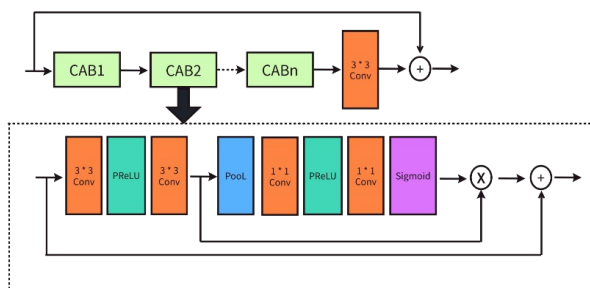 CAB1
CAB2
CABn
3 * 3
Conv
+
3 * 3
Conv
PReLU
3 * 3
Conv
PooL
1 * 1
Conv
PReLU
1 * 1
Conv
Sigmoid
X
+